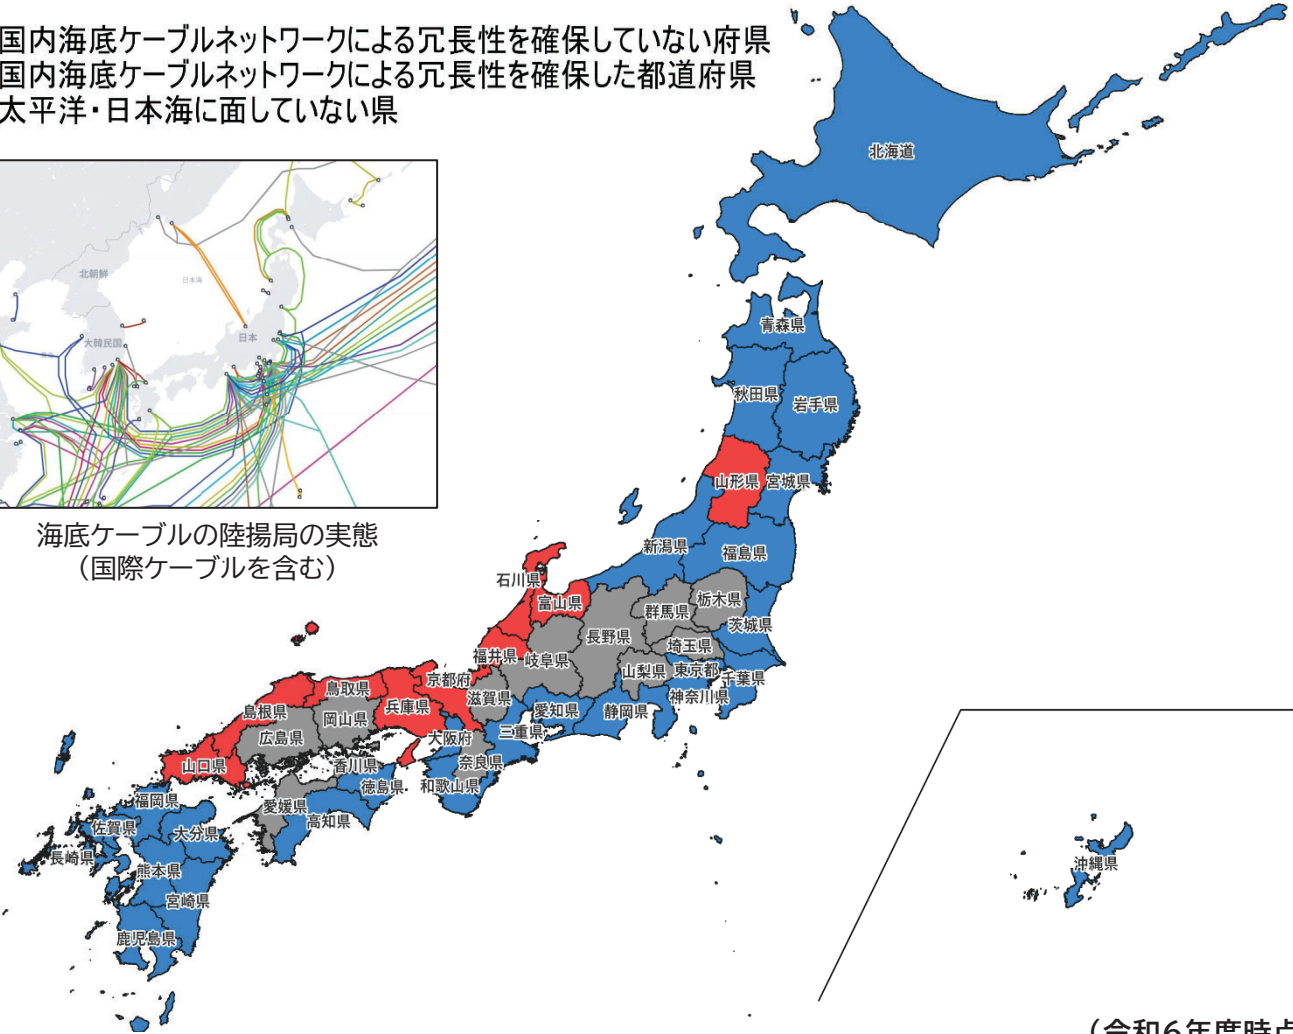 国内海底ケーブルネットワークによる冗長性を確保していない府県
国内海底ケーブルネットワークによる冗長性を確保した都道府県
太平洋・日本海に面していない県
北朝鮮
日本海
大韓民国
日本
海底ケーブルの陸揚局の実態
（国際ケーブルを含む）
北海道
青森県
秋田県
岩手県
山形県
宮城県
新潟県
福島県
石川県
富山県
群馬県
栃木県
茨城県
長野県
埼玉県
福井県
岐阜県
山梨県
東京都
千葉県
神奈川県
京都府
滋賀県
愛知県
静岡県
鳥取県
兵庫県
島根県
岡山県
三重県
広島県
大阪府
奈良県
山口県
香川県
徳島県
和歌山県
愛媛県
高知県
福岡県
佐賀県
大分県
長崎県
熊本県
宮崎県
鹿児島県
沖縄県
（令和6年度時点